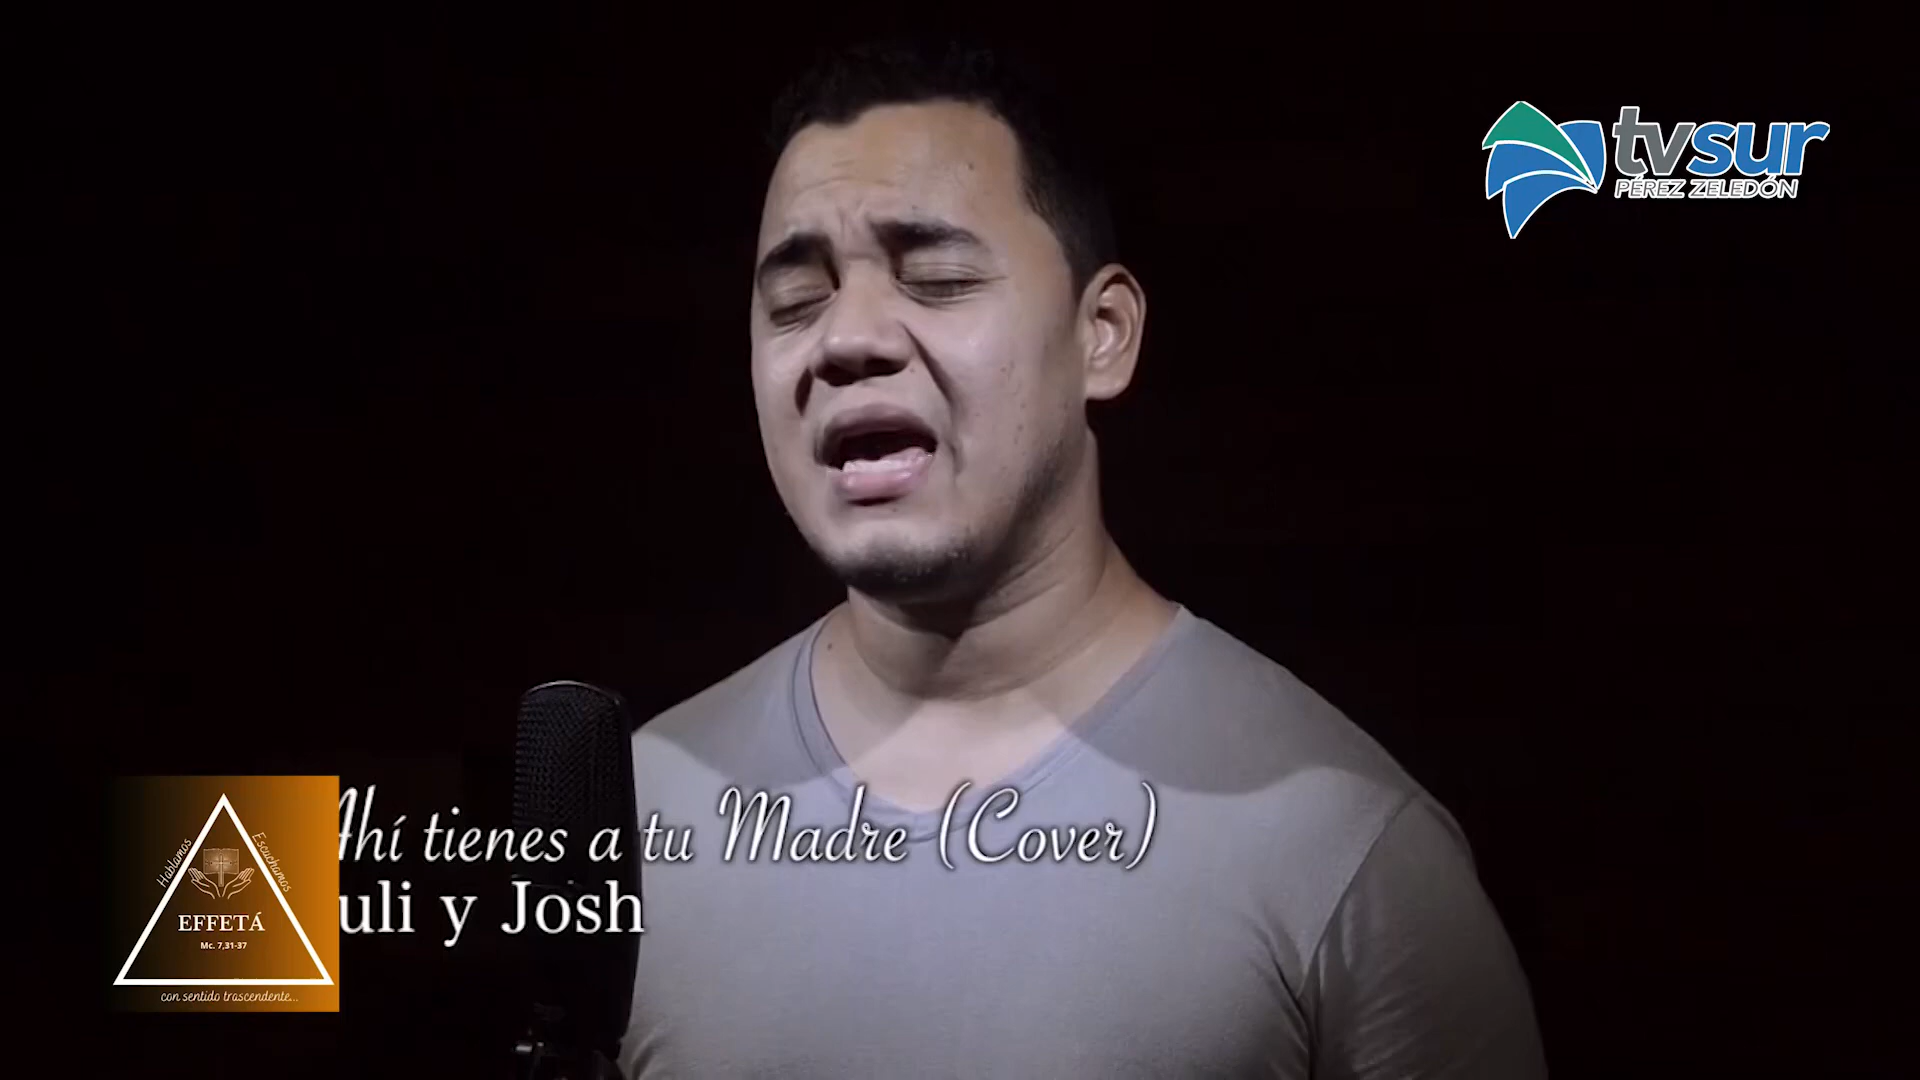 tvsur
PÉREZ ZELEDÓN
Ahí tienes a tu Madre (Cover)
uli y Josh
Hablamos
Escuchamos
EFFETÁ
Mc. 7,31-37
con sentido trascendente...